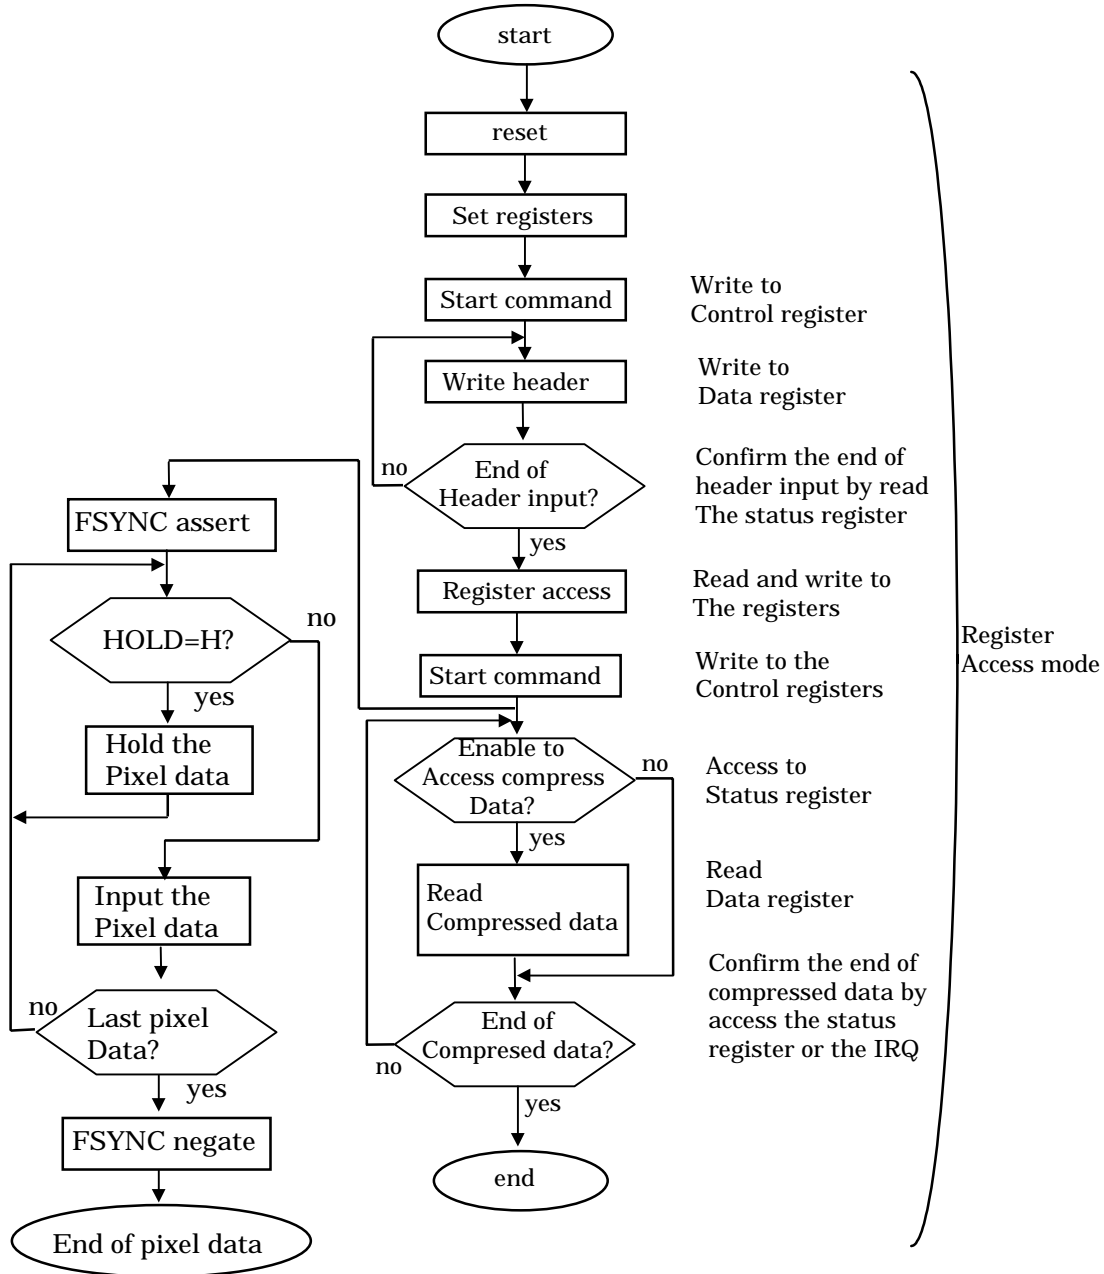 start
reset
Set registers
Start command
Write to
Control register
Write header
Write to
Data register
no
End of
Header input?
Confirm the end of
header input by read
The status register
yes
Register access
Read and write to
The registers
Start command
Write to the
Control registers
Enable to
Access compress
Data?
no
Access to
Status register
yes
Read
Compressed data
Read
Data register
End of
Compresed data?
no
Confirm the end of
compressed data by
access the status
register or the IRQ
yes
end
Register
Access mode
FSYNC assert
HOLD=H?
no
yes
Hold the
Pixel data
Input the
Pixel data
no
Last pixel
Data?
yes
FSYNC negate
End of pixel data